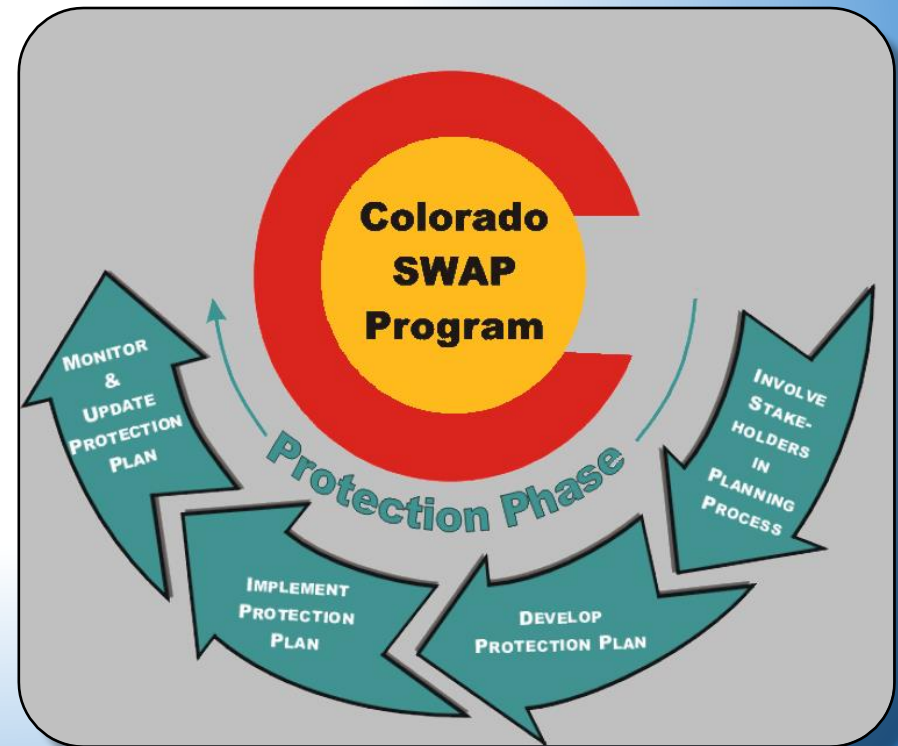 Colorado
SWAP
Program
Protection Phase
INVOLVE
STAKE-
HOLDERS
IN
PLANNING
PROCESS
DEVELOP
PROTECTION PLAN
IMPLEMENT
PROTECTION
PLAN
MONITOR
&
UPDATE
PROTECTION
PLAN